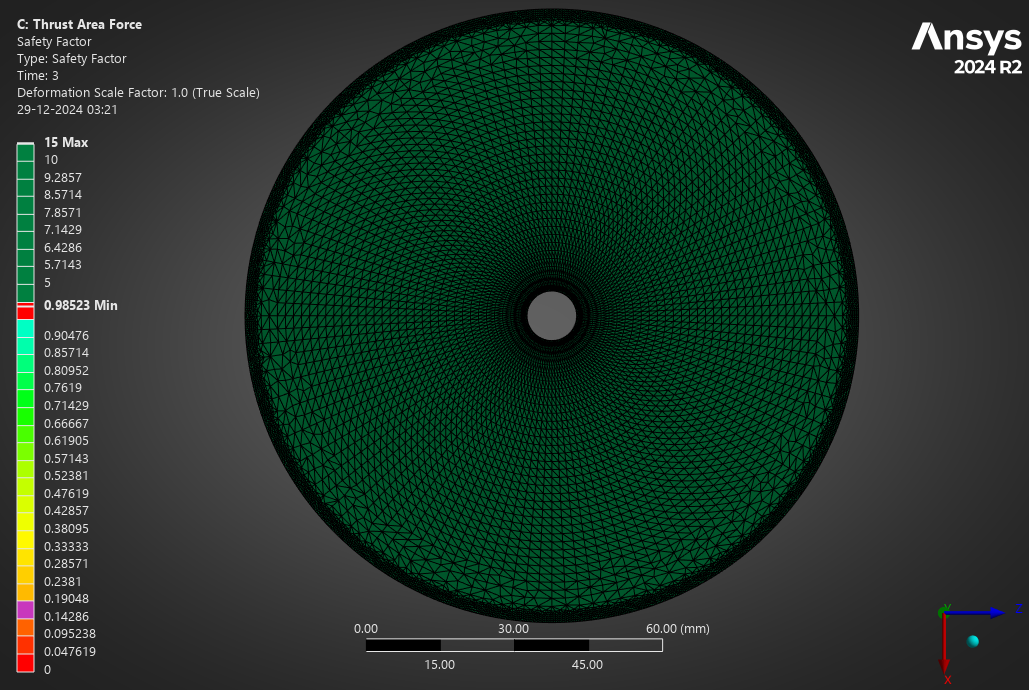 C: Thrust Area Force
Safety Factor
Type: Safety Factor
Time: 3
Deformation Scale Factor: 1.0 (True Scale)
29-12-2024 03:21
Ansys
2024 R2
15 Max
10
9.2857
8.5714
7.8571
7.1429
6.4286
5.7143
5
0.98523 Min
0.90476
0.85714
0.80952
0.7619
0.71429
0.66667
0.61905
0.57143
0.52381
0.47619
0.42857
0.38095
0.33333
0.28571
0.2381
0.19048
0.14286
0.095238
0.047619
0
0.00 30.00 60.00 (mm)
15.00 45.00
Y
Z
X